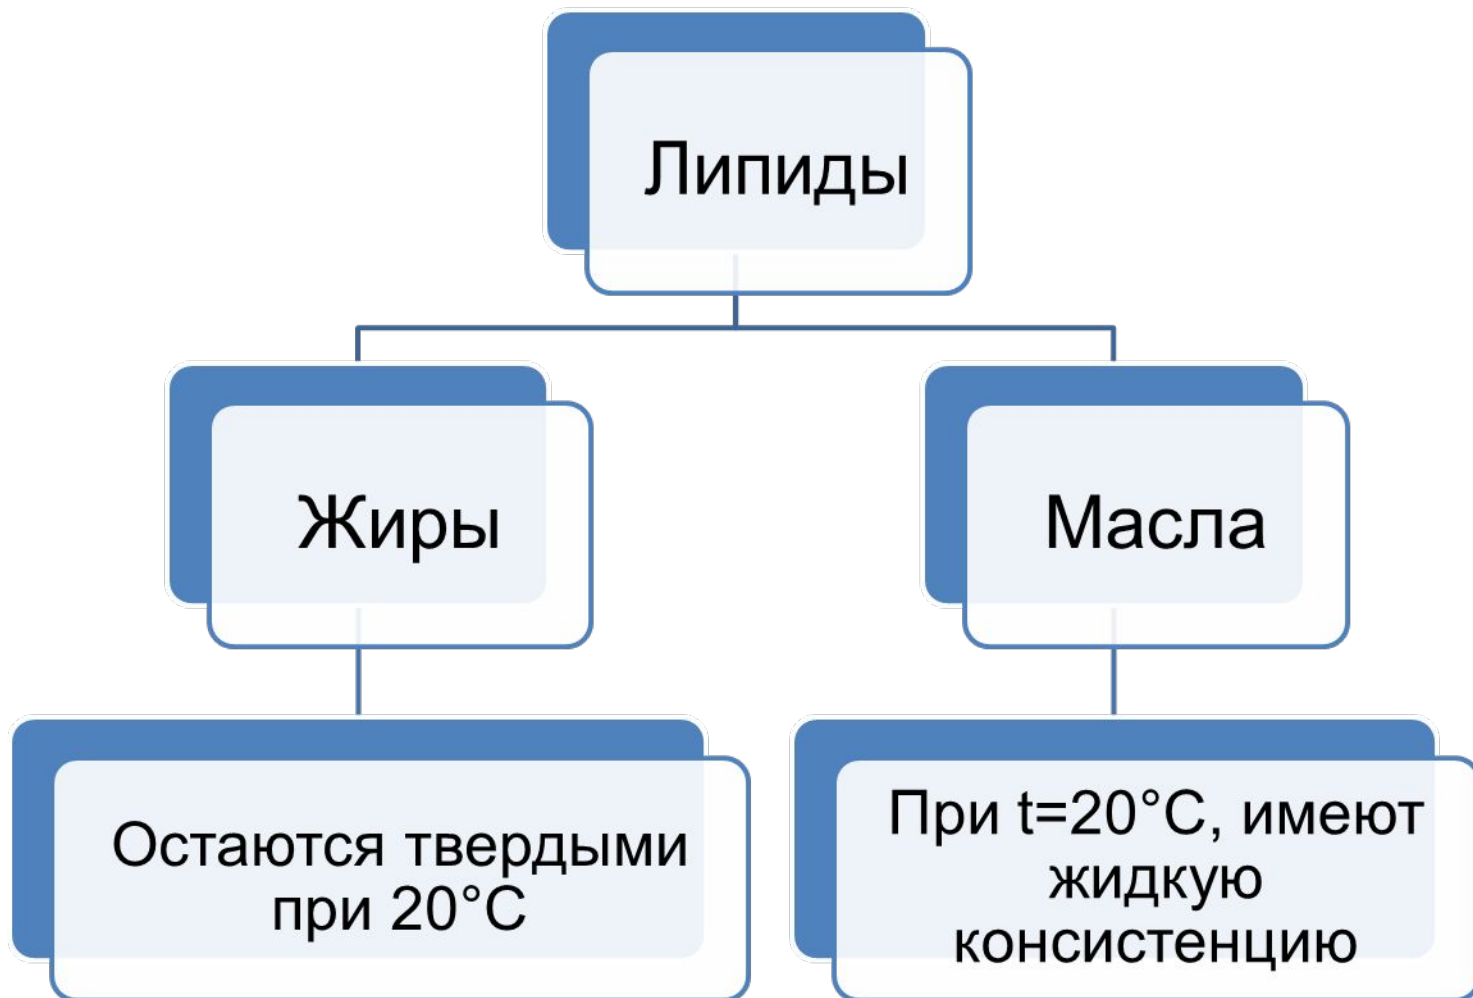 Липиды
Жиры
Масла
Остаются твердыми
при 20°С
При t=20°С, имеют
жидкую
консистенцию